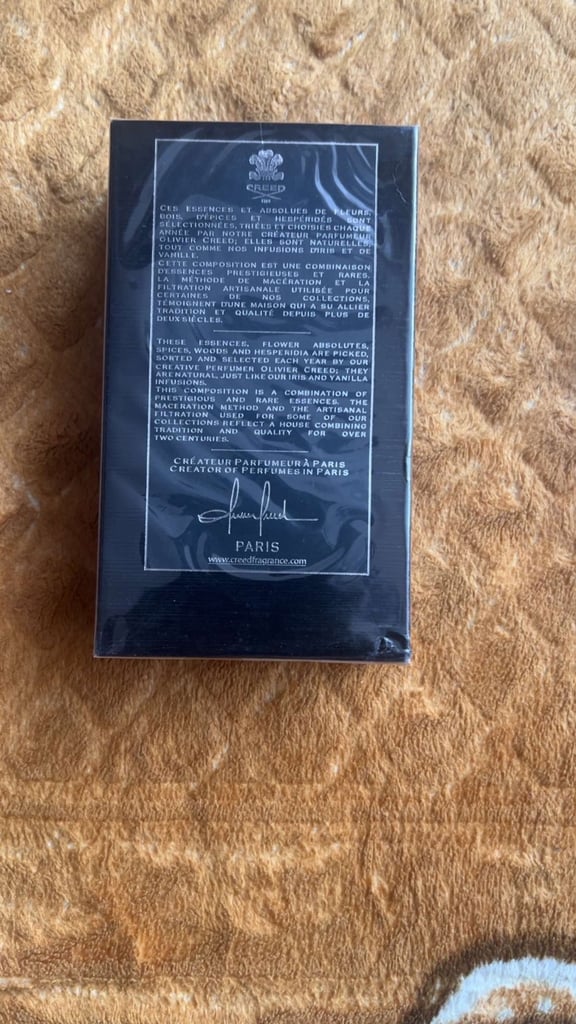 CREED
CES ESSENCES ET ABSOLUES DE FLEURS,
BOIS, D'ÉPICES ET HESPÉRIDÉS SONT
SÉLECTIONNÉES, TRIÉES ET CHOISIES CHAQUE
ANNÉE PAR NOTRE CRÉATEUR PARFUMEUR
OLIVIER CREED; ELLES SONT NATURELLES,
TOUT COMME NOS INFUSIONS D'IRIS ET DE
VANILLE.
CETTE COMPOSITION EST UNE COMBINAISON
D'ESSENCES PRESTIGIEUSES ET RARES.
LA MÉTHODE DE MACÉRATION ET LA
FILTRATION ARTISANALE UTILISÉE POUR
CERTAINES DE NOS COLLECTIONS,
TÉMOIGNENT D'UNE MAISON QUI A SU ALLIER
TRADITION ET QUALITÉ DEPUIS PLUS DE
DEUX SIÈCLES.
THESE ESSENCES, FLOWER ABSOLUTES,
SPICES, WOODS AND HESPERIDIA ARE PICKED,
SORTED AND SELECTED EACH YEAR BY OUR
CREATIVE PERFUMER OLIVIER CREED; THEY
ARE NATURAL, JUST LIKE OUR IRIS AND VANILLA
INFUSIONS.
THIS COMPOSITION IS A COMBINATION OF
PRESTIGIOUS AND RARE ESSENCES. THE
MACERATION METHOD AND THE ARTISANAL
FILTRATION USED FOR SOME OF OUR
COLLECTIONS REFLECT A HOUSE COMBINING
TRADITION AND QUALITY FOR OVER
TWO CENTURIES.
CRÉATEUR PARFUMEUR À PARIS
CREATOR OF PERFUMES IN PARIS
PARIS
www.creedfragrance.com